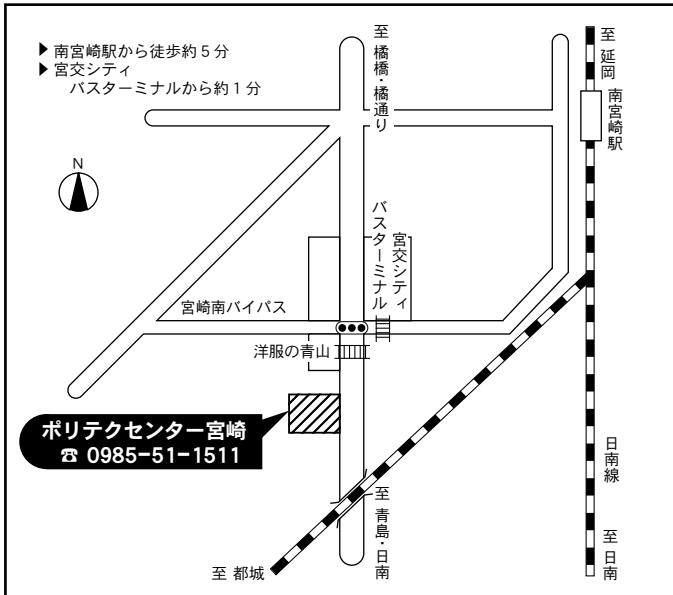 ▶ 南宮崎駅から徒歩約5分
▶ 宮交シティ
バスターミナルから約1分
N
至 橘橋・橘通り
至 延岡
南宮崎駅
宮交シティ
バスターミナル
宮崎南バイパス
洋服の青山
ポリテクセンター宮崎
☎ 0985-51-1511
日南線
至 日南
至 青島・日南
至 都城